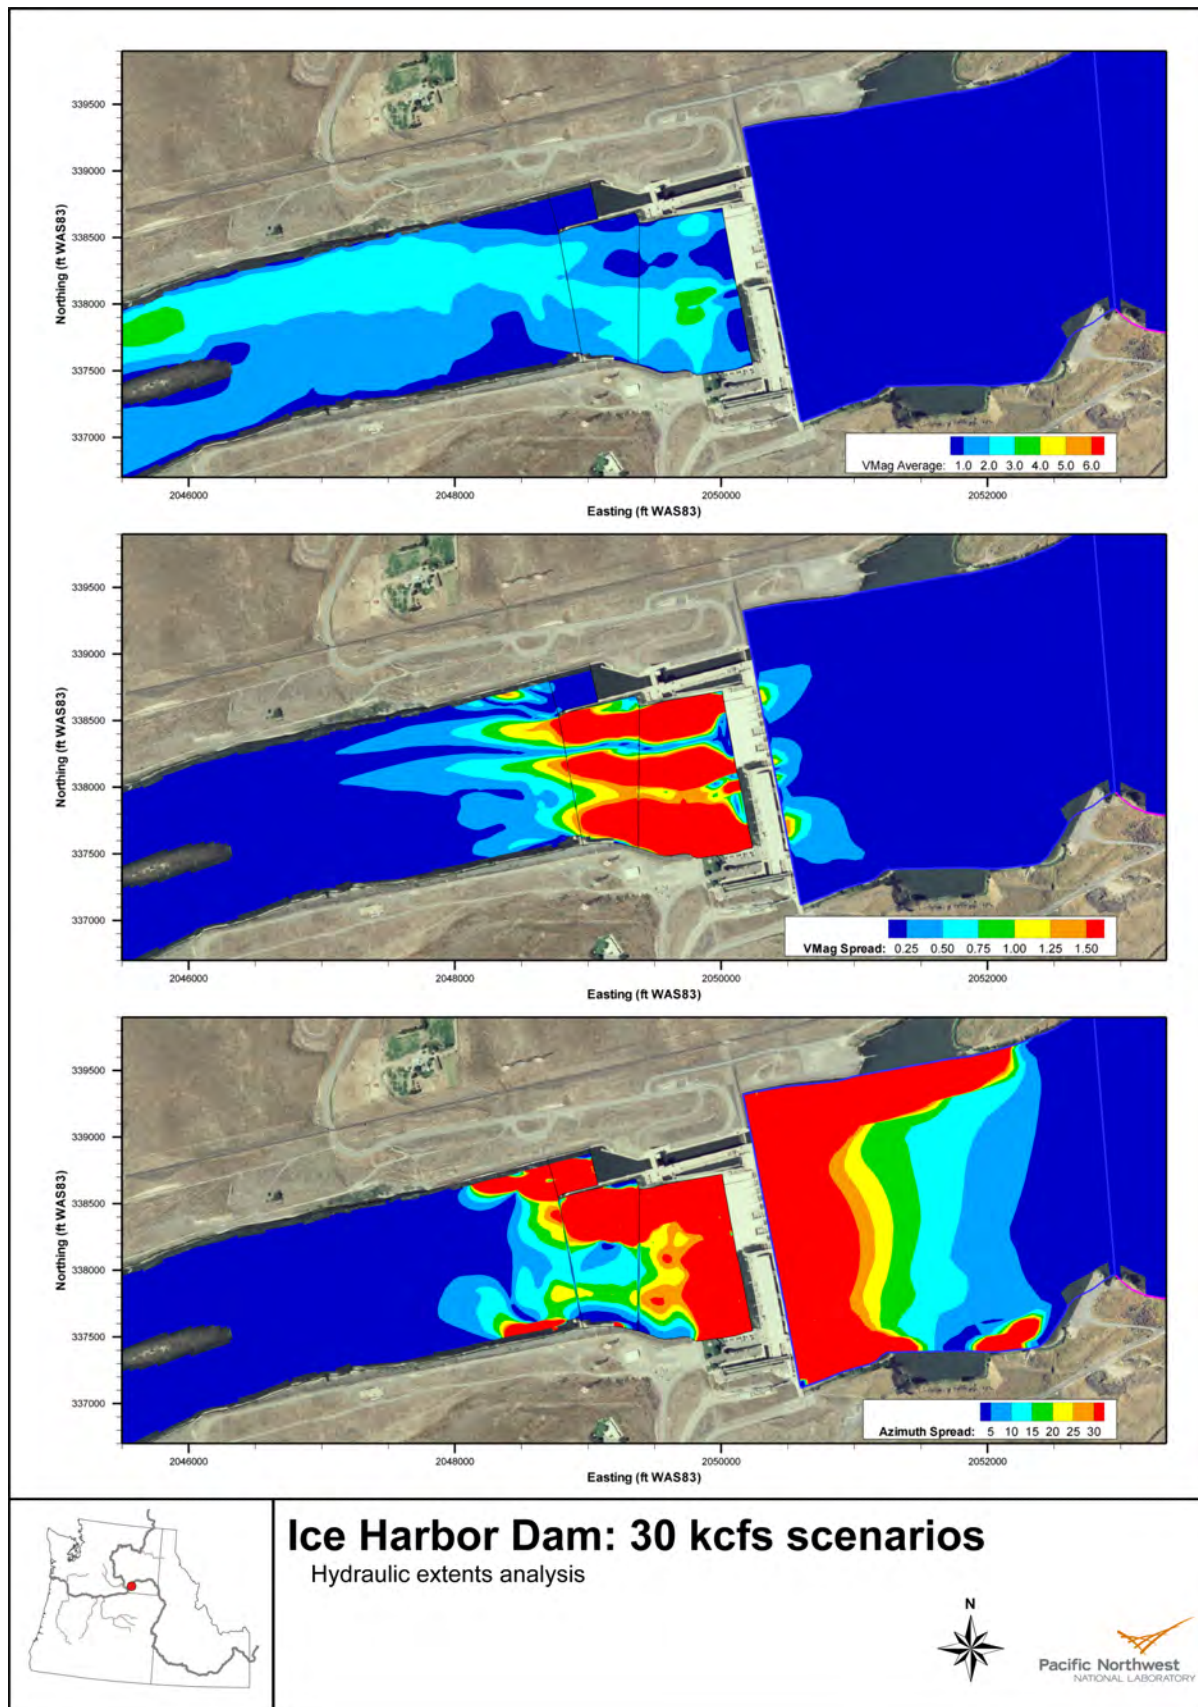 339500
339000
338500
338000
337500
337000
Northing (ft WAS83)
VMag Average: 1.0 2.0 3.0 4.0 5.0 6.0
2046000 2048000 2050000 2052000
Easting (ft WAS83)
339500
339000
338500
338000
337500
337000
Northing (ft WAS83)
VMag Spread: 0.25 0.50 0.75 1.00 1.25 1.50
2046000 2048000 2050000 2052000
Easting (ft WAS83)
339500
339000
338500
338000
337500
337000
Northing (ft WAS83)
Azimuth Spread: 5 10 15 20 25 30
2046000 2048000 2050000 2052000
Easting (ft WAS83)
Ice Harbor Dam: 30 kcfs scenarios
Hydraulic extents analysis
N
Pacific Northwest
NATIONAL LABORATORY